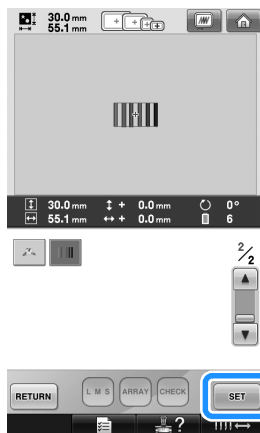 30.0 mm
55.1 mm
30.0 mm + 0.0 mm 0°
55.1 mm + 0.0 mm 6
2/2
RETURN L M S ARRAY CHECK SET
?